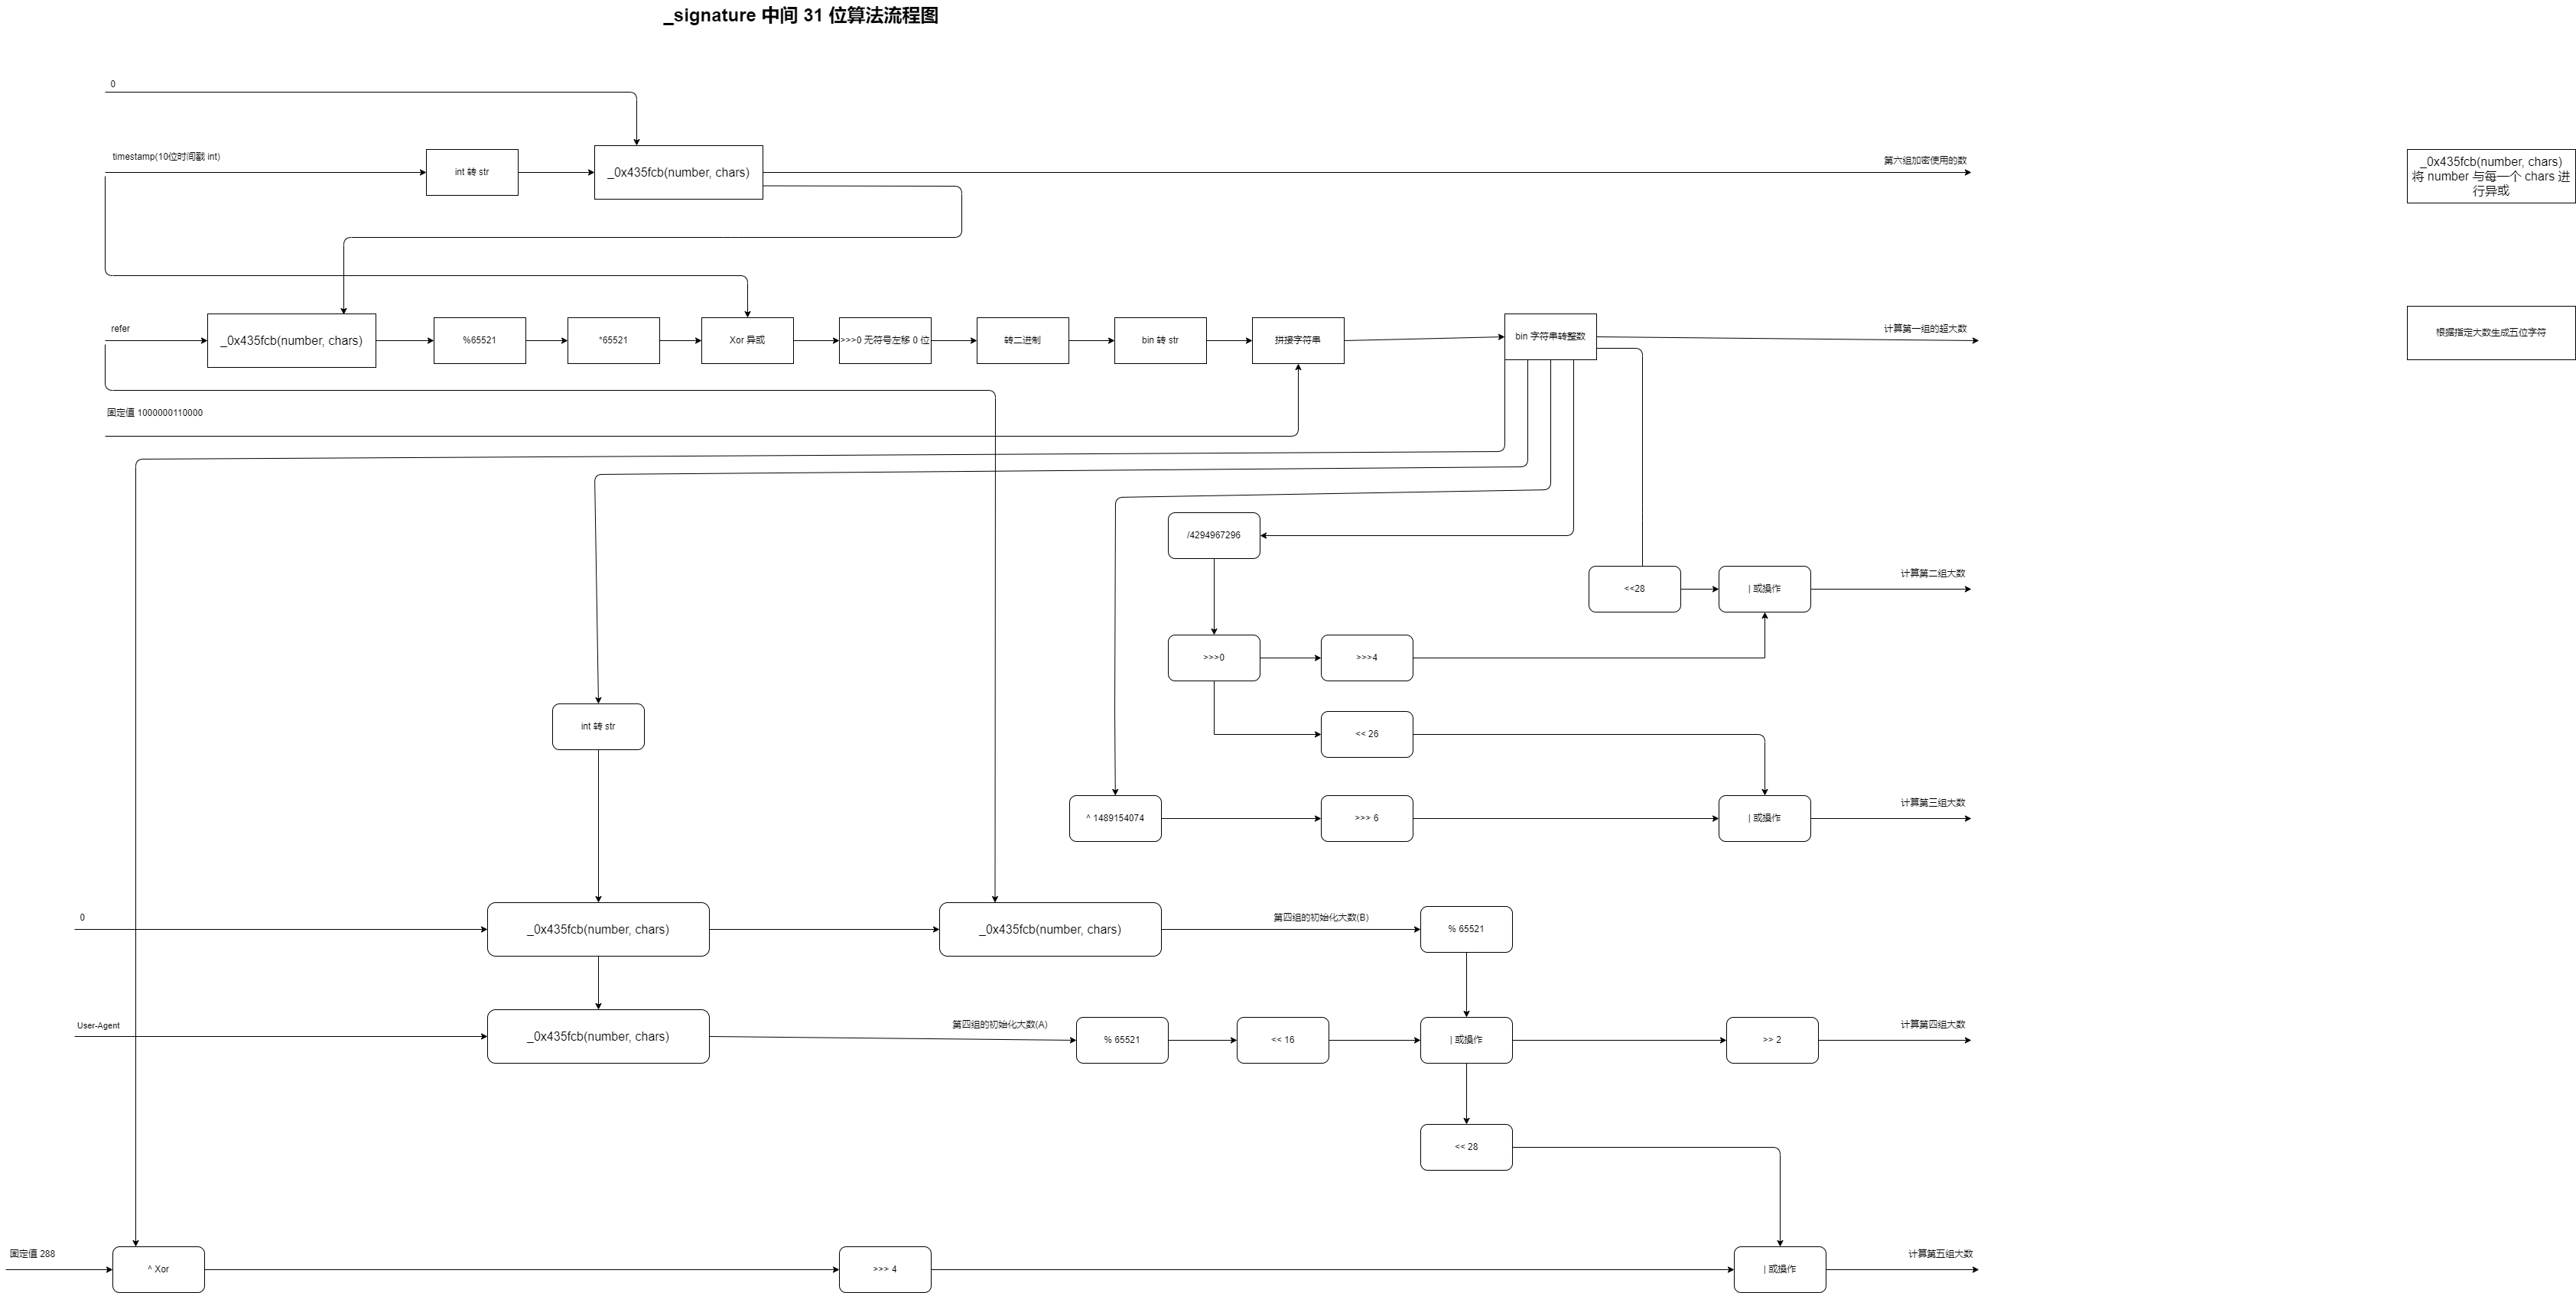 _signature 中间 31 位算法流程图
0
timestamp(10位时间戳 int)
int 转 str
_0x435fcb(number, chars)
第六组加密使用的数
_0x435fcb(number, chars)
将 number 与每一个 chars 进
行异或
refer
_0x435fcb(number, chars)
%65521
*65521
Xor 异或
>>>0 无符号左移 0 位
转二进制
bin 转 str
拼接字符串
bin 字符串转整数
计算第一组的超大数
根据指定大数生成五位字符
固定值 1000000110000
/4294967296
<<28
| 或操作
计算第二组大数
>>>0
>>>4
int 转 str
<< 26
^ 1489154074
>>> 6
| 或操作
计算第三组大数
0
_0x435fcb(number, chars)
_0x435fcb(number, chars)
第四组的初始化大数(B)
% 65521
User-Agent
_0x435fcb(number, chars)
第四组的初始化大数(A)
% 65521
<< 16
| 或操作
>> 2
计算第四组大数
<< 28
固定值 288
^ Xor
>>> 4
| 或操作
计算第五组大数